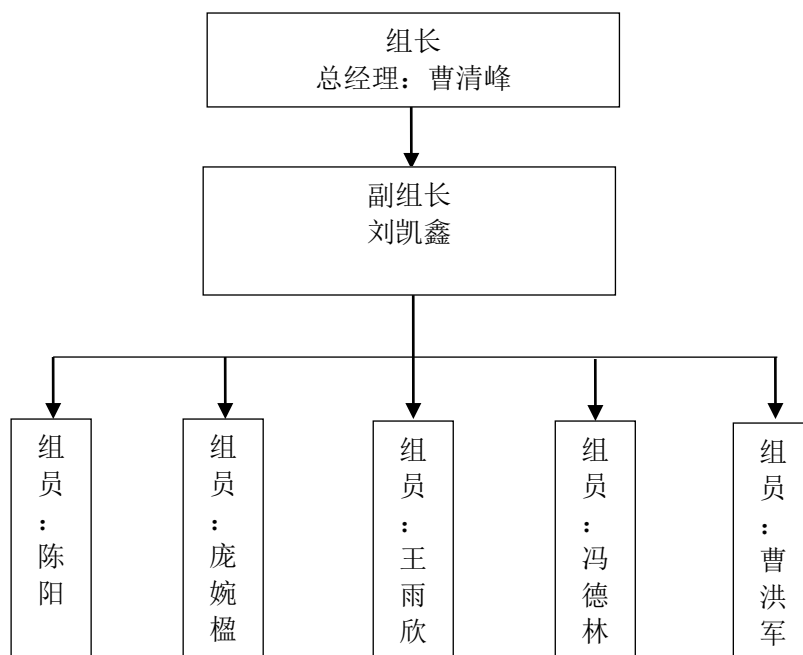 组长
总经理：曹清峰
副组长
刘凯鑫
组员：陈阳
组员：庞婉楹
组员：王雨欣
组员：冯德林
组员：曹洪军